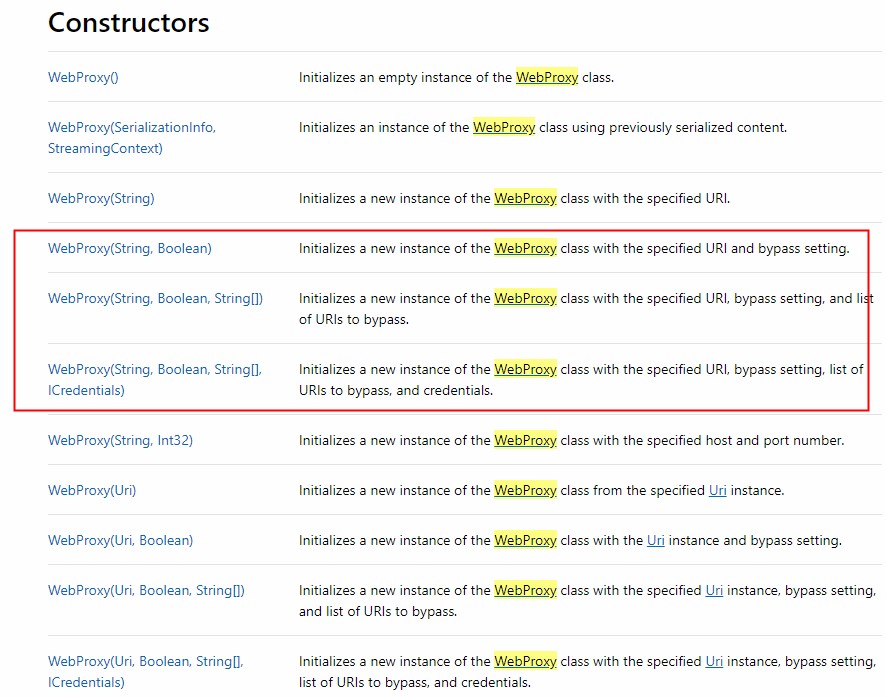 Constructors
WebProxy() Initializes an empty instance of the WebProxy class.
WebProxy(SerializationInfo, Initializes an instance of the WebProxy class using previously serialized content.
StreamingContext)
WebProxy(String) Initializes a new instance of the WebProxy class with the specified URI.
WebProxy(String, Boolean) Initializes a new instance of the WebProxy class with the specified URI and bypass setting.
WebProxy(String, Boolean, String[]) Initializes a new instance of the WebProxy class with the specified URI, bypass setting, and list
of URIs to bypass.
WebProxy(String, Boolean, String[], Initializes a new instance of the WebProxy class with the specified URI, bypass setting, list of
ICredentials) URIs to bypass, and credentials.
WebProxy(String, Int32) Initializes a new instance of the WebProxy class with the specified host and port number.
WebProxy(Uri) Initializes a new instance of the WebProxy class from the specified Uri instance.
WebProxy(Uri, Boolean) Initializes a new instance of the WebProxy class with the Uri instance and bypass setting.
WebProxy(Uri, Boolean, String[]) Initializes a new instance of the WebProxy class with the specified Uri instance, bypass setting,
and list of URIs to bypass.
WebProxy(Uri, Boolean, String[], Initializes a new instance of the WebProxy class with the specified Uri instance, bypass setting,
ICredentials) list of URIs to bypass, and credentials.